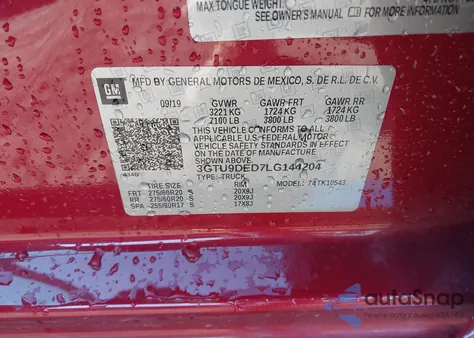 MAX TONGUE WEIGHT:
SEE OWNER'S MANUAL FOR MORE INFORMATION
GM
MFD BY GENERAL MOTORS DE MEXICO, S. DE R.L. DE C.V.
09/19 GVWR GAWR FRT GAWR RR
3221 KG 1724 KG 1724 KG
7100 LB 3800 LB 3800 LB
THIS VEHICLE CONFORMS TO ALL
APPLICABLE U.S. FEDERAL MOTOR
VEHICLE SAFETY STANDARDS IN
EFFECT ON THE DATE OF MANUFACTURE
3GTU9DED7LG144204
TYPE: TRUCK MODEL: 74TK10543
TIRE SIZE RIM
FRT 275/60R20 S 20X9J
RR 275/60R20 S 20X9J
SPA 255/80R17 S 17X8J
autoSnap